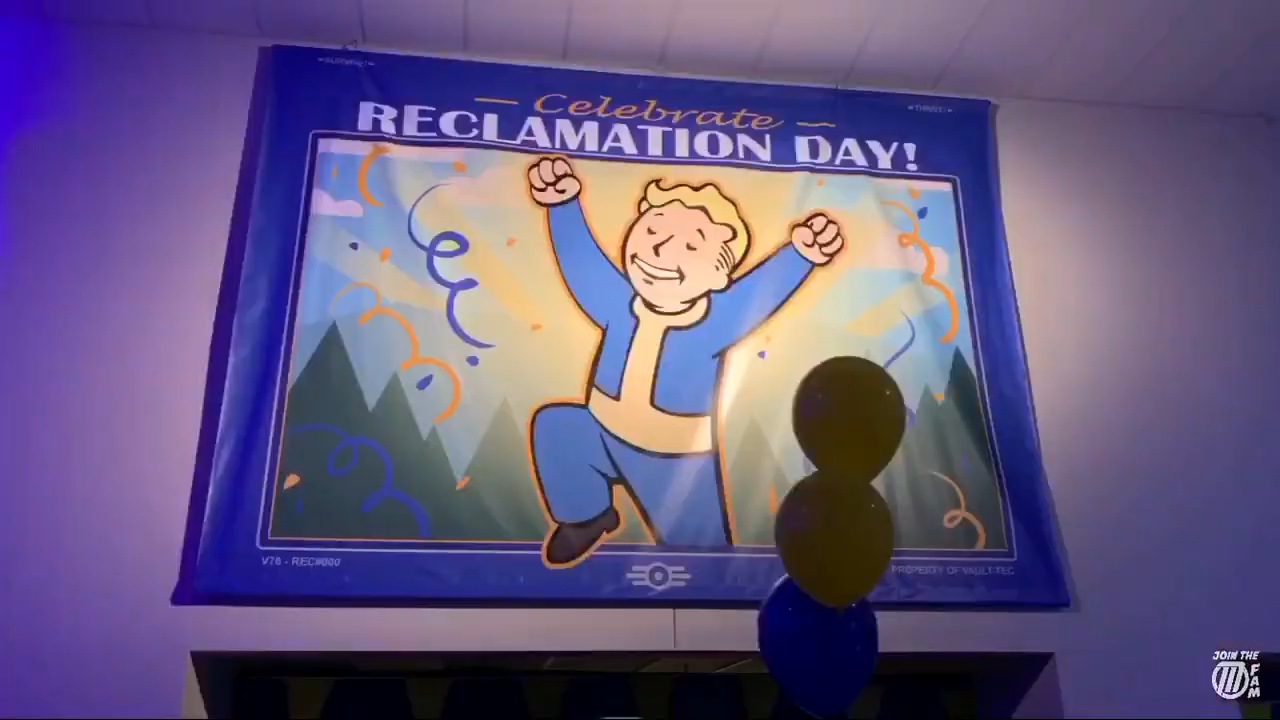 Celebrate
RECLAMATION DAY!
V76 - REC#000
PROPERTY OF VAULT-TEC
JOIN THE
FAM